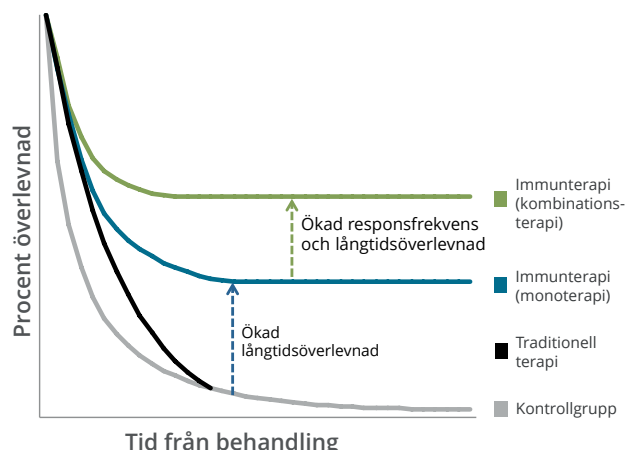 Procent överlevnad
Ökad responsfrekvens
och långtidsöverlevnad
Ökad
långtidsöverlevnad
Tid från behandling
Immunterapi
(kombinations-
terapi)
Immunterapi
(monoterapi)
Traditionell
terapi
Kontrollgrupp